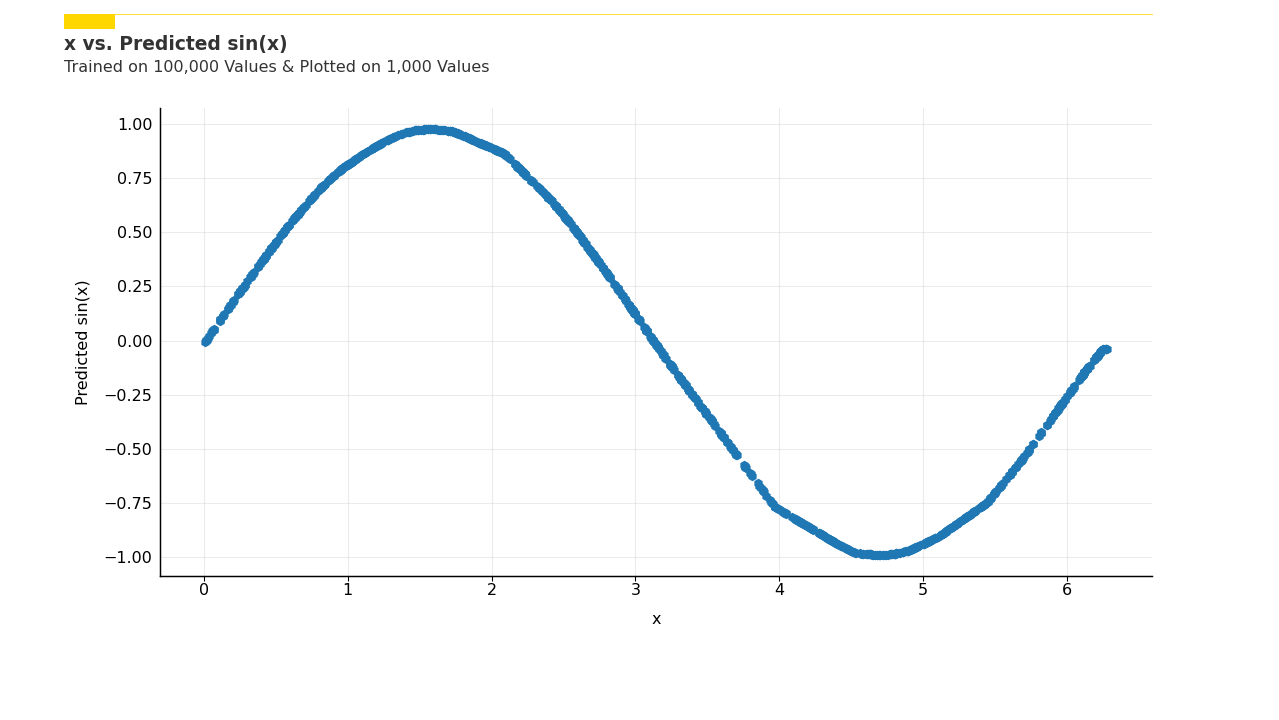 x vs. Predicted sin(x)
Trained on 100,000 Values & Plotted on 1,000 Values
1.00
0.75
0.50
0.25
0.00
−0.25
−0.50
−0.75
−1.00
Predicted sin(x)
0 1 2 3 4 5 6
x